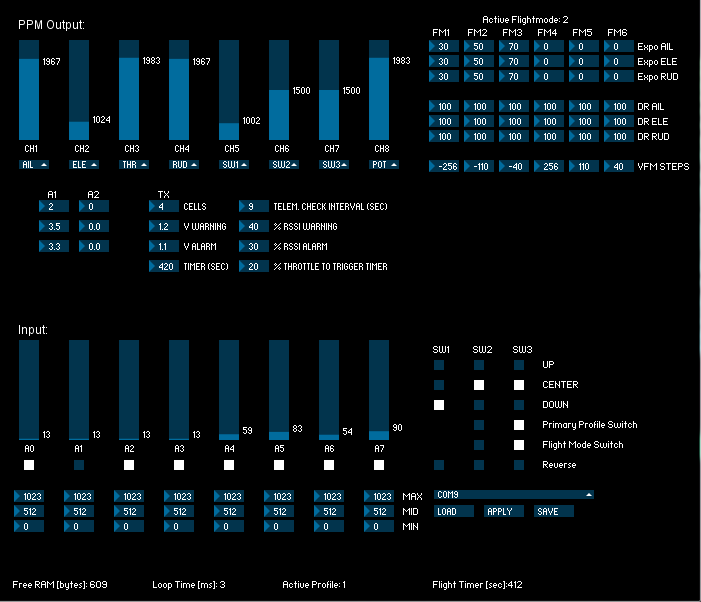 PPM Output:
1967 1024 1983 1967 1002 1500 1500 1983
CH1 CH2 CH3 CH4 CH5 CH6 CH7 CH8
AIL ELE THR RUD SW1 SW2 SW3 POT
Active Flightmode: 2
FM1 FM2 FM3 FM4 FM5 FM6
30 50 70 0 0 0 Expo AIL
30 50 70 0 0 0 Expo ELE
30 50 70 0 0 0 Expo RUD
100 100 100 100 100 100 DR AIL
100 100 100 100 100 100 DR ELE
100 100 100 100 100 100 DR RUD
-256 -110 -40 256 110 40 VFM STEPS
A1 A2 TX
2 0 4 CELLS 9 TELEM. CHECK INTERVAL (SEC)
3.5 0.0 1.2 V WARNING 40 % RSSI WARNING
3.3 0.0 1.1 V ALARM 30 % RSSI ALARM
420 TIMER (SEC) 20 % THROTTLE TO TRIGGER TIMER
Input:
13 13 13 13 59 83 54 90
A0 A1 A2 A3 A4 A5 A6 A7
1023 1023 1023 1023 1023 1023 1023 1023 MAX
512 512 512 512 512 512 512 512 MID
0 0 0 0 0 0 0 0 MIN
SW1 SW2 SW3
UP
CENTER
DOWN
Primary Profile Switch
Flight Mode Switch
Reverse
COM9
LOAD APPLY SAVE
Free RAM [bytes]: 609 Loop Time [ms]: 3 Active Profile: 1 Flight Timer [sec]:412